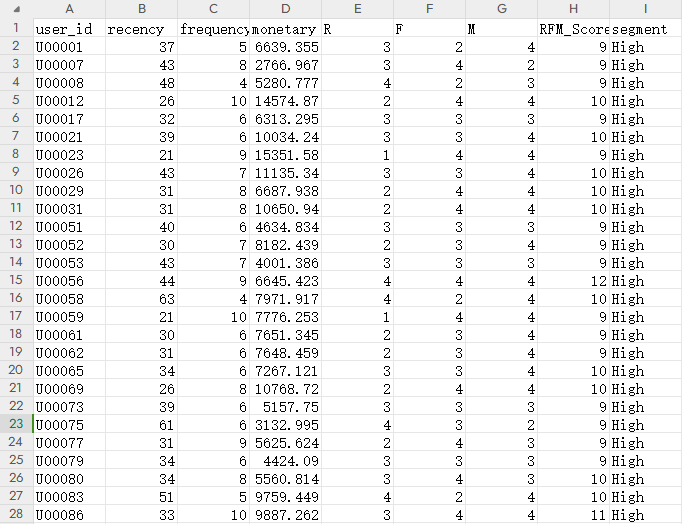 A B C D E F G H I
1 user_id recency frequency monetary R F M RFM_Score segment
2 U00001 37 5 6639.355 3 2 4 9 High
3 U00007 43 8 2766.967 3 4 2 9 High
4 U00008 48 4 5280.777 4 2 3 9 High
5 U00012 26 10 14574.87 2 4 4 10 High
6 U00017 32 6 6313.295 3 3 3 9 High
7 U00021 39 6 10034.24 3 3 4 10 High
8 U00023 21 9 15351.58 1 4 4 9 High
9 U00026 43 7 11135.34 3 3 4 10 High
10 U00029 31 8 6687.938 2 4 4 10 High
11 U00031 31 8 10650.94 2 4 4 10 High
12 U00051 40 6 4634.834 3 3 3 9 High
13 U00052 30 7 8182.439 2 3 4 9 High
14 U00053 43 7 4001.386 3 3 3 9 High
15 U00056 44 9 6645.423 4 4 4 12 High
16 U00058 63 4 7971.917 4 2 4 10 High
17 U00059 21 10 7776.253 1 4 4 9 High
18 U00061 30 6 7651.345 2 3 4 9 High
19 U00062 31 6 7648.459 2 3 4 9 High
20 U00065 34 6 7267.121 3 3 4 10 High
21 U00069 26 8 10768.72 2 4 4 10 High
22 U00073 39 6 5157.75 3 3 3 9 High
23 U00075 61 6 3132.995 4 3 2 9 High
24 U00077 31 9 5625.624 2 4 3 9 High
25 U00079 34 6 4424.09 3 3 3 9 High
26 U00080 34 8 5560.814 3 4 3 10 High
27 U00083 51 5 9759.449 4 2 4 10 High
28 U00086 33 10 9887.262 3 4 4 11 High